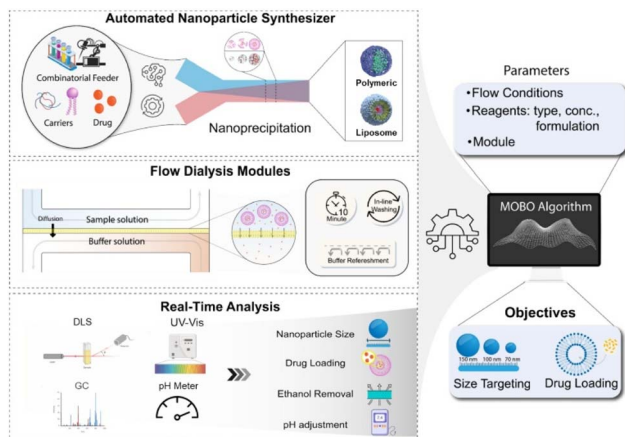 Automated Nanoparticle Synthesizer
Combinatorial Feeder
Carriers
Drug
Nanoprecipitation
Polymeric
Liposome
Flow Dialysis Modules
Diffusion
Sample solution
Buffer solution
10
Minute
In-line
Washing
Buffer Refereshment
Real-Time Analysis
DLS
UV-Vis
GC
pH Meter
Nanoparticle Size
Drug Loading
Ethanol Removal
pH adjustment
Parameters
•Flow Conditions
•Reagents: type, conc.,
formulation
•Module
MOBO Algorithm
Objectives
150 nm 100 nm 70 nm
Size Targeting
Drug Loading